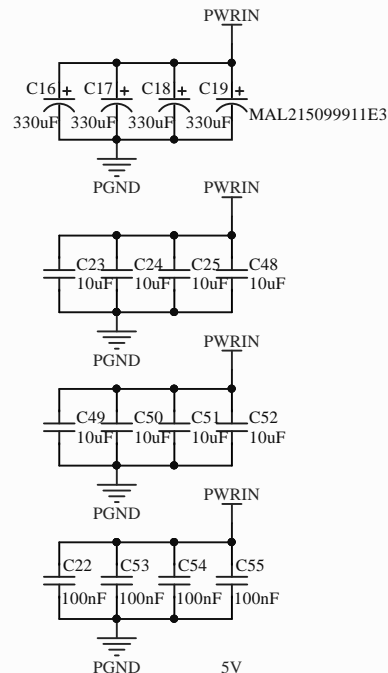 PWRIN
C16 + C17 + C18 + C19 +
330uF 330uF 330uF 330uF MAL215099911E3
PGND
PWRIN
C23 C24 C25 C48
10uF 10uF 10uF 10uF
PGND
PWRIN
C49 C50 C51 C52
10uF 10uF 10uF 10uF
PGND
PWRIN
C22 C53 C54 C55
100nF 100nF 100nF 100nF
PGND 5V